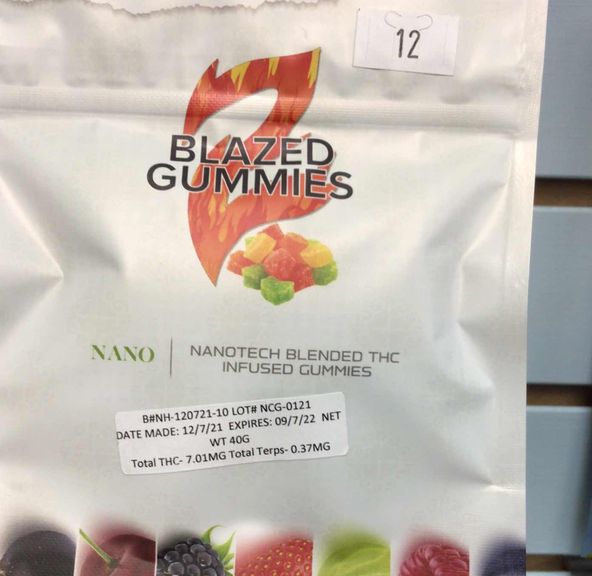 12
BLAZED
GUMMIES
NANO
NANOTECH BLENDED THC
INFUSED GUMMIES
B#NH-120721-10 LOT# NCG-0121
DATE MADE: 12/7/21 EXPIRES: 09/7/22 NET
WT 40G
Total THC- 7.01MG Total Terps- 0.37MG